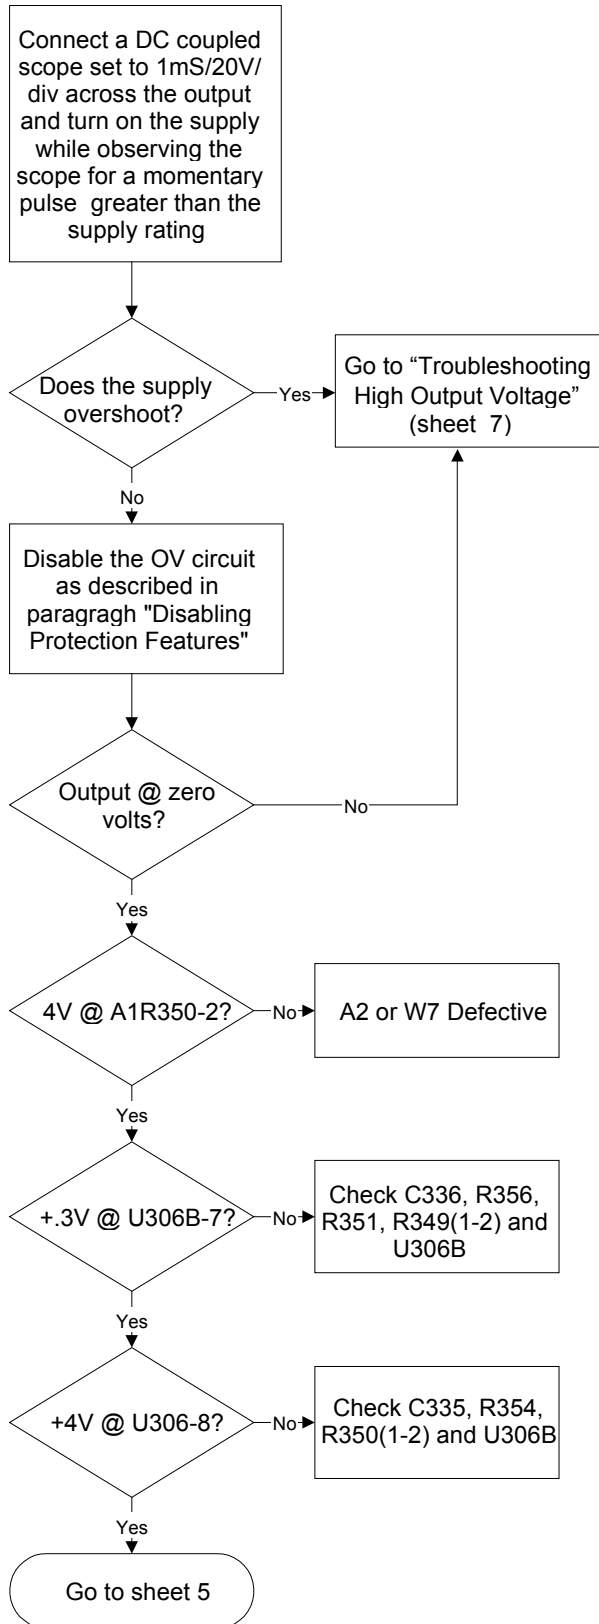 Connect a DC coupled
scope set to 1mS/20V/
div across the output
and turn on the supply
while observing the
scope for a momentary
pulse greater than the
supply rating
Does the supply
overshoot?
Yes
Go to “Troubleshooting
High Output Voltage”
(sheet 7)
No
Disable the OV circuit
as described in
paragragh "Disabling
Protection Features"
Output @ zero
volts?
No
Yes
4V @ A1R350-2?
No
A2 or W7 Defective
Yes
+.3V @ U306B-7?
No
Check C336, R356,
R351, R349(1-2) and
U306B
Yes
+4V @ U306-8?
No
Check C335, R354,
R350(1-2) and U306B
Yes
Go to sheet 5